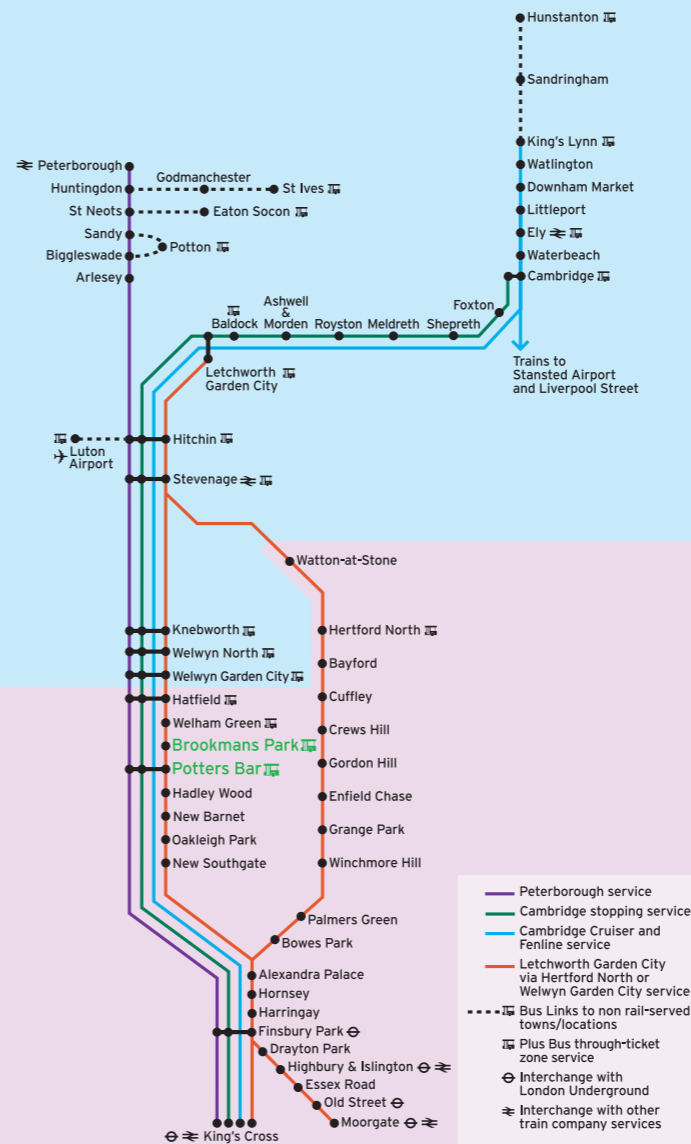 Hunstanton
Sandringham
King's Lynn
Watlington
Downham Market
Littleport
Ely
Waterbeach
Cambridge
Peterborough
Huntingdon
Godmanchester
St Ives
St Neots
Eaton Socon
Sandy
Potton
Biggleswade
Arlesey
Foxton
Baldock
Ashwell
&
Morden
Royston
Meldreth
Shepreth
Letchworth
Garden City
Trains to
Stansted Airport
and Liverpool Street
Luton
Airport
Hitchin
Stevenage
Watton-at-Stone
Knebworth
Welwyn North
Welwyn Garden City
Hatfield
Welham Green
Brookmans Park
Potters Bar
Hadley Wood
New Barnet
Oakleigh Park
New Southgate
Hertford North
Bayford
Cuffley
Crews Hill
Gordon Hill
Enfield Chase
Grange Park
Winchmore Hill
Palmers Green
Bowes Park
Alexandra Palace
Hornsey
Harringay
Finsbury Park
Drayton Park
Highbury & Islington
Essex Road
Old Street
Moorgate
King's Cross
Peterborough service
Cambridge stopping service
Cambridge Cruiser and
Fenline service
Letchworth Garden City
via Hertford North or
Welwyn Garden City service
Bus Links to non rail-served
towns/locations
Plus Bus through-ticket
zone service
Interchange with
London Underground
Interchange with other
train company services